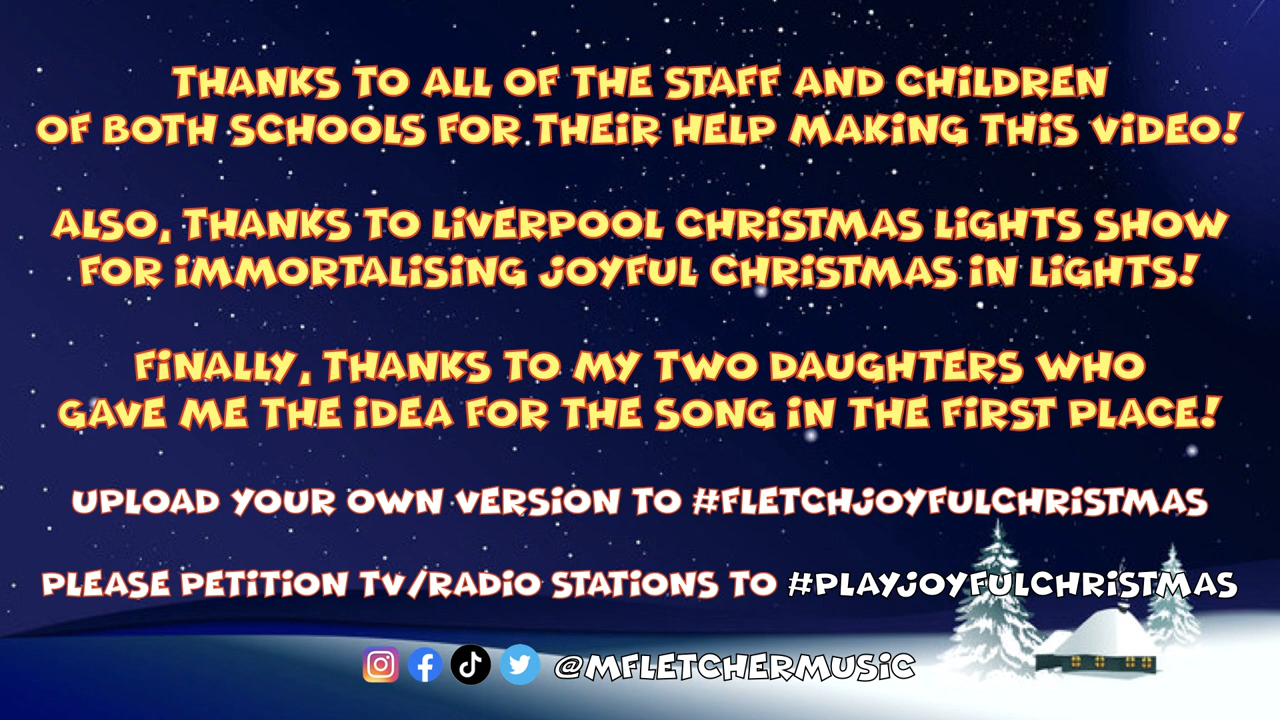 THANKS TO ALL OF THE STAFF AND CHiLDREN
OF BOTH SCHOOLS FOR THEiR HELP MAKiNG THiS ViDEO!
ALSO, THANKS TO LiVERPOOL CHRiSTMAS LiGHTS SHOW
FOR iMMORTALiSiNG JOYFUL CHRiSTMAS iN LiGHTS!
FiNALLY, THANKS TO MY TWO DAUGHTERS WHO
GAVE ME THE iDEA FOR THE SONG iN THE FiRST PLACE!
UPLOAD YOUR OWN VERSiON TO #FLETCHJOYFULCHRiSTMAS
PLEASE PETiTiON TV/RADiO STATiONS TO #PLAYJOYFULCHRiSTMAS
@MFLETCHERMUSiC